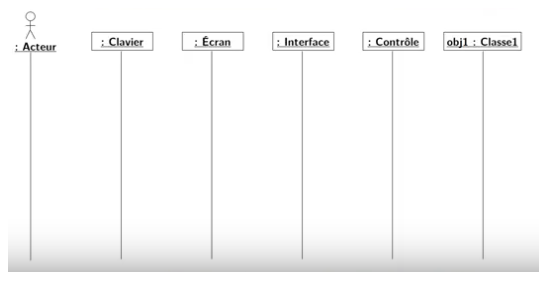 : Acteur
: Clavier
: Écran
: Interface
: Contrôle
obj1 : Classe1